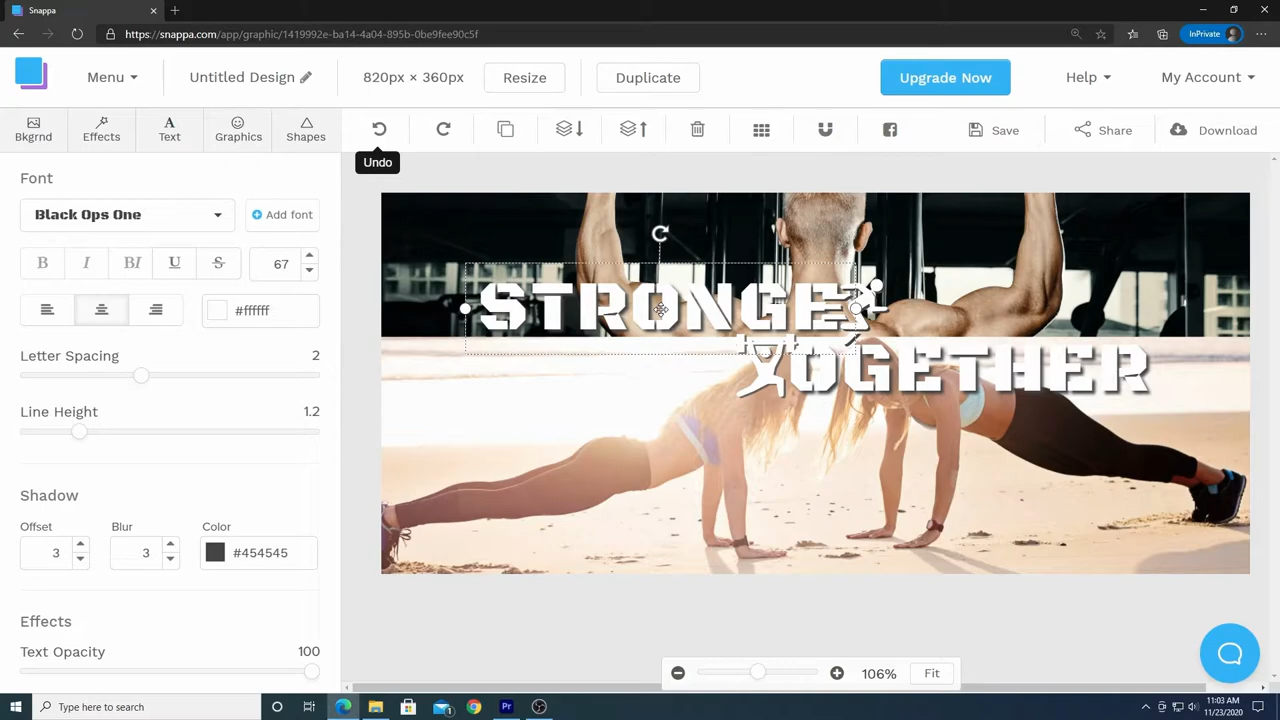 Snappa
https://snappa.com/app/graphic/1419992e-ba14-4a04-895b-0be9fee90c5f
InPrivate
Menu
Untitled Design
820px × 360px
Resize
Duplicate
Upgrade Now
Help
My Account
Bkgrnd
Effects
Text
Graphics
Shapes
Save
Share
Download
Undo
Font
Black Ops One
Add font
B
I
BI
U
S
67
#ffffff
Letter Spacing
2
Line Height
1.2
Shadow
Offset
Blur
Color
3
3
#454545
Effects
Text Opacity
100
STRONGE
TOGETHER
106%
Fit
Type here to search
Pr
11:03 AM
11/23/2020